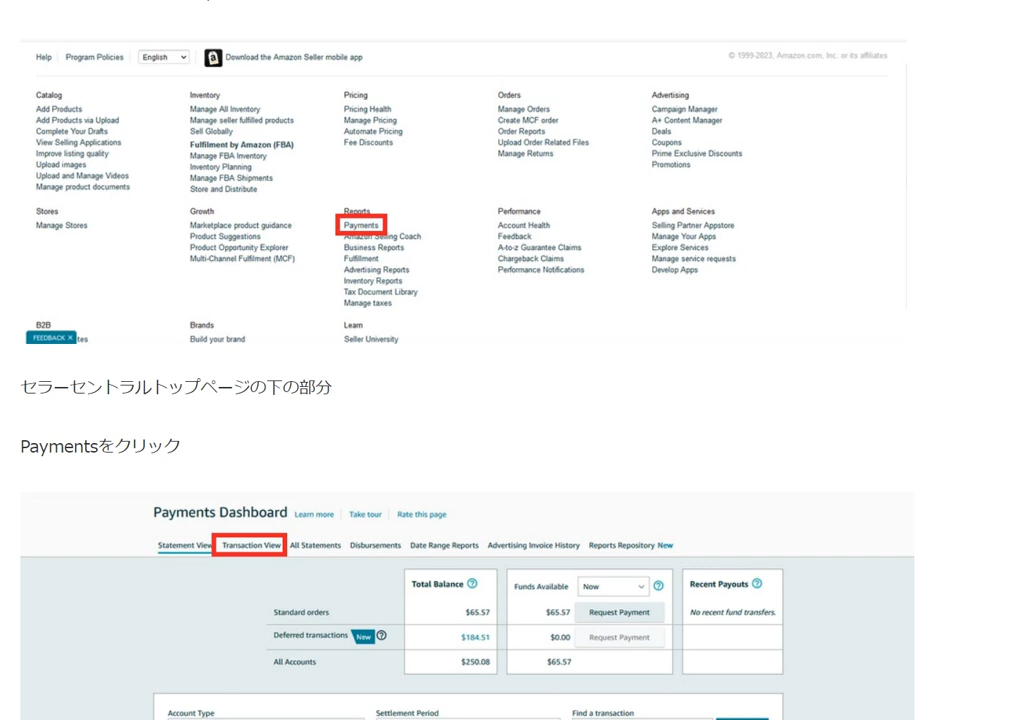 Help Program Policies English Download the Amazon Seller mobile app © 1999-2023, Amazon.com, Inc. or its affiliates
Catalog
Add Products
Add Products via Upload
Complete Your Drafts
View Selling Applications
Improve listing quality
Upload images
Upload and Manage Videos
Manage product documents
Inventory
Manage All Inventory
Manage seller fulfilled products
Sell Globally
Fulfillment by Amazon (FBA)
Manage FBA Inventory
Inventory Planning
Manage FBA Shipments
Store and Distribute
Pricing
Pricing Health
Manage Pricing
Automate Pricing
Fee Discounts
Orders
Manage Orders
Create MCF order
Order Reports
Upload Order Related Files
Manage Returns
Advertising
Campaign Manager
A+ Content Manager
Deals
Coupons
Prime Exclusive Discounts
Promotions
Stores
Manage Stores
Growth
Marketplace product guidance
Product Suggestions
Product Opportunity Explorer
Multi-Channel Fulfilment (MCF)
Reports
Payments
Amazon Selling Coach
Business Reports
Fulfillment
Advertising Reports
Inventory Reports
Tax Document Library
Manage taxes
Performance
Account Health
Feedback
A-to-z Guarantee Claims
Chargeback Claims
Performance Notifications
Apps and Services
Selling Partner Appstore
Manage Your Apps
Explore Services
Manage service requests
Develop Apps
B2B
FEEDBACK X tes
Brands
Build your brand
Learn
Seller University
セラーセントラルトップページの下の部分
Paymentsをクリック
Payments Dashboard Learn more Take tour Rate this page
Statement View Transaction View All Statements Disbursements Date Range Reports Advertising Invoice History Reports Repository New
Total Balance Funds Available Now Recent Payouts
Standard orders $65.57 $65.57 Request Payment No recent fund transfers.
Deferred transactions New $184.51 $0.00 Request Payment
All Accounts $250.08 $65.57
Account Type Settlement Period Find a transaction